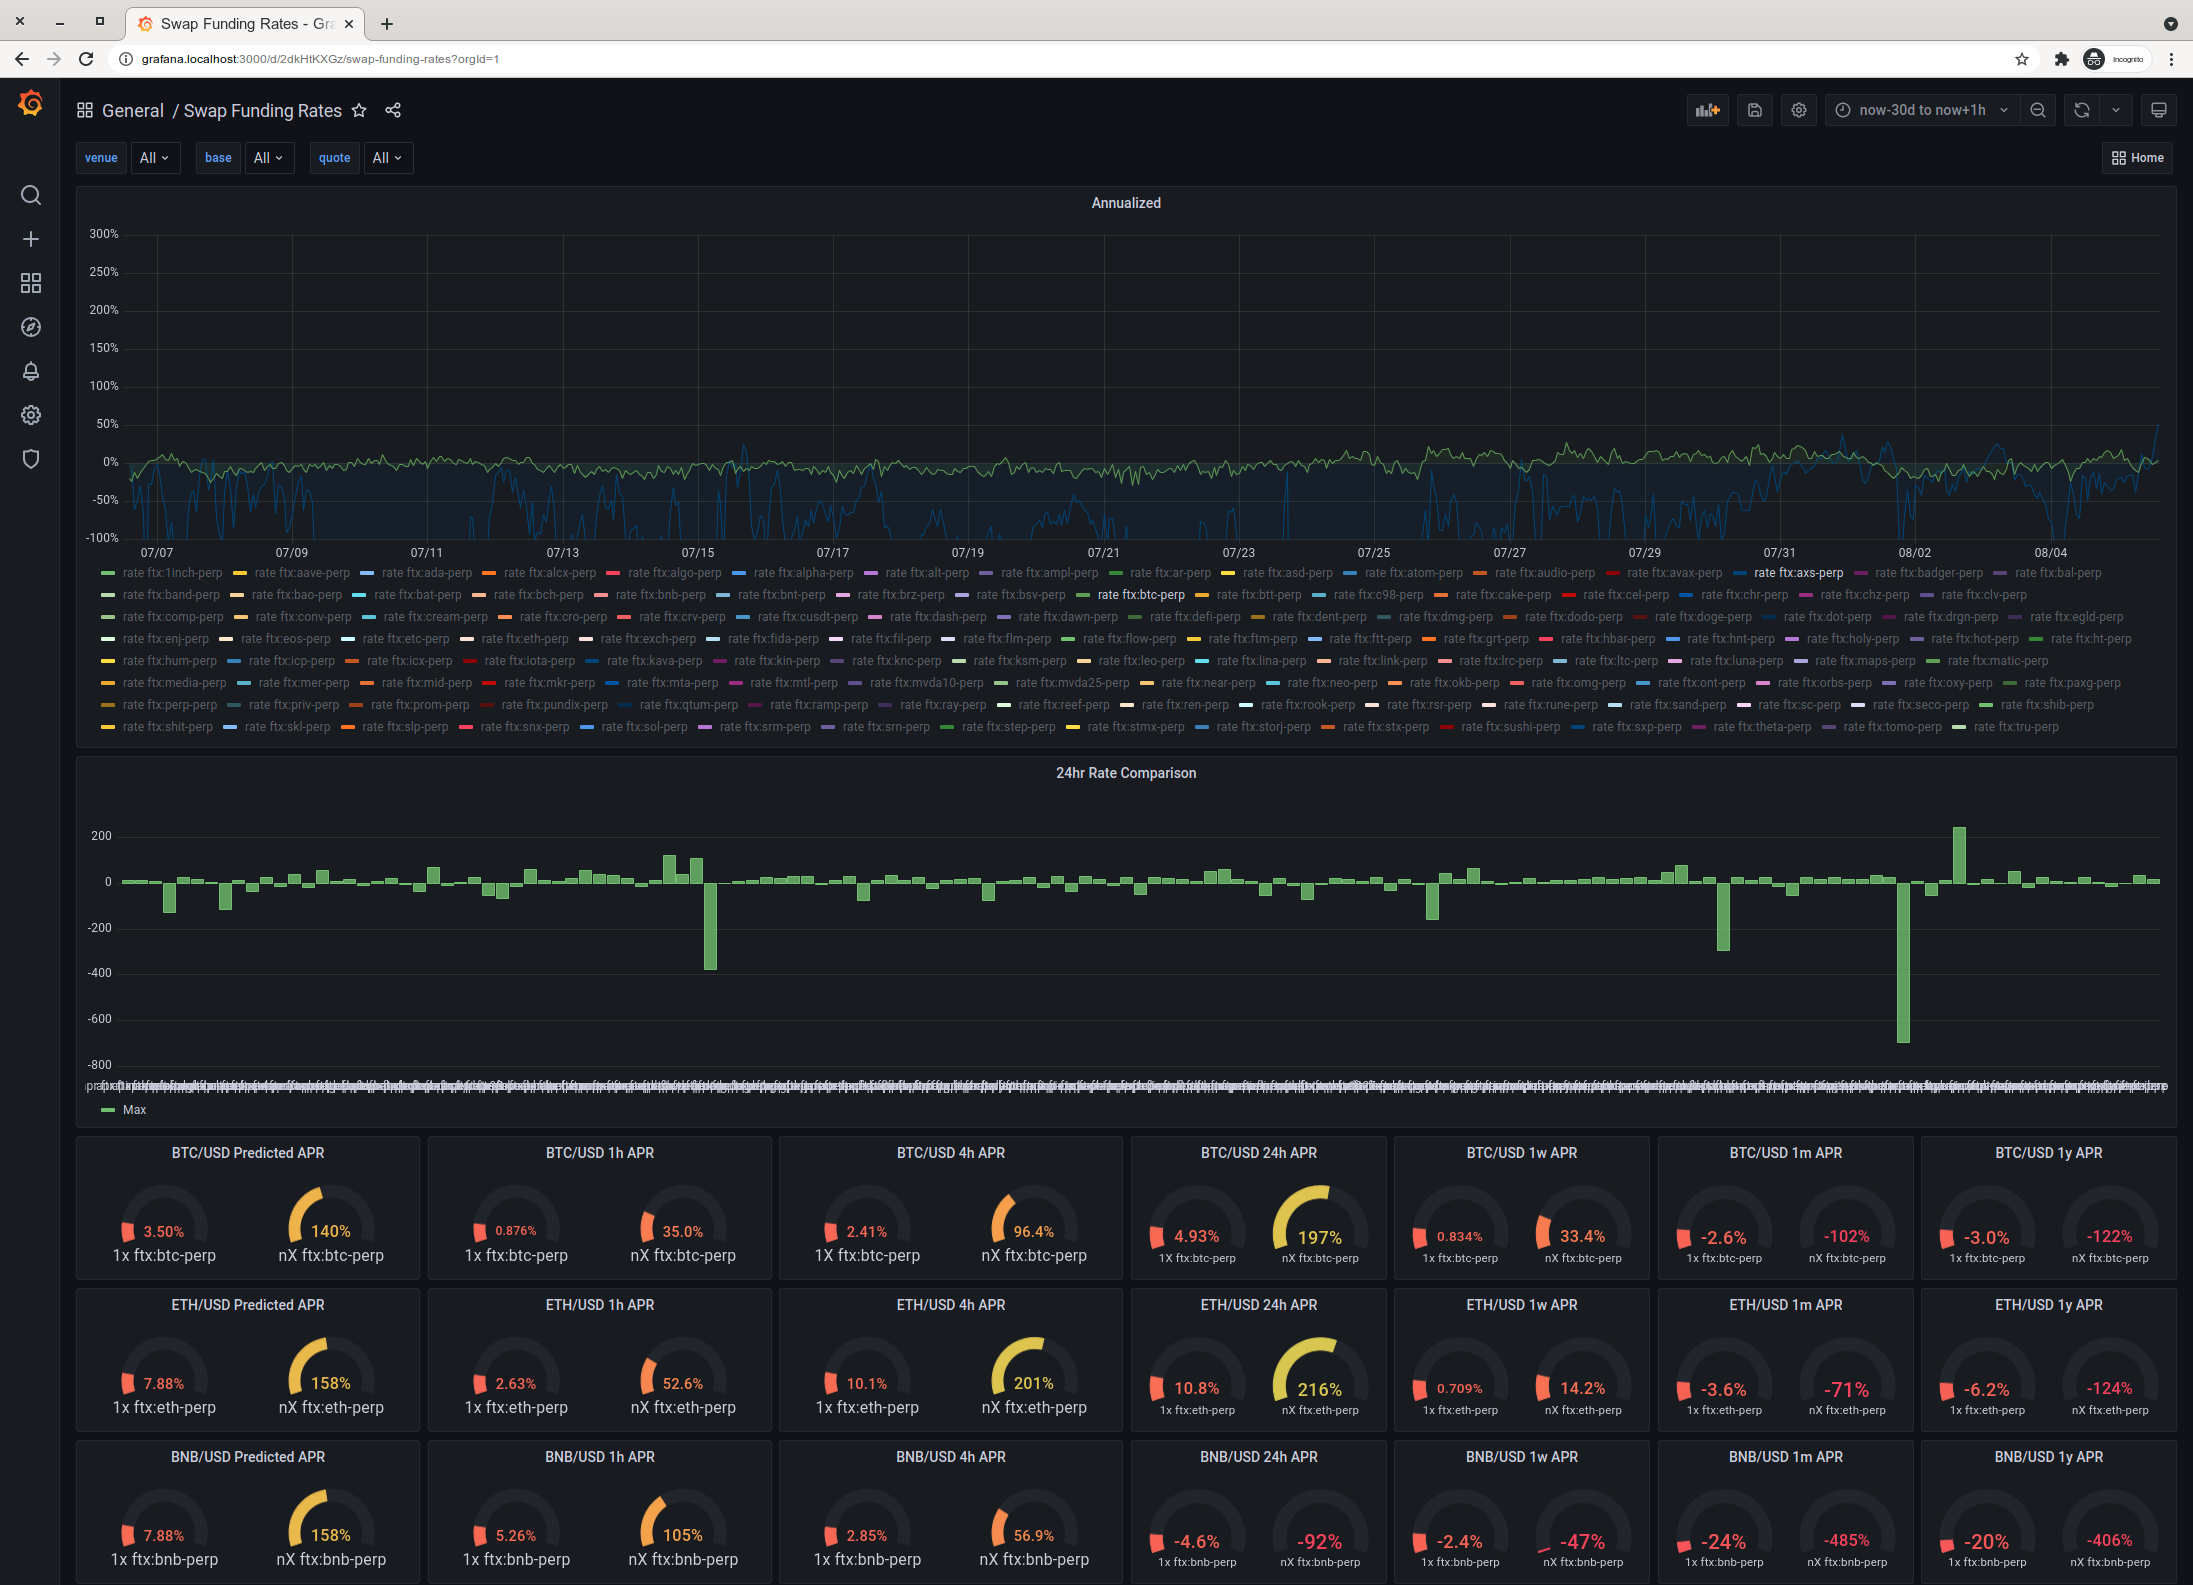 Swap Funding Rates - Gra
grafana.localhost:3000/d/2dkHtKXGz/swap-funding-rates?orgId=1
Incognito
General / Swap Funding Rates
now-30d to now+1h
venue All base All quote All
Home
Annualized
300%
250%
200%
150%
100%
50%
0%
-50%
-100%
07/07 07/09 07/11 07/13 07/15 07/17 07/19 07/21 07/23 07/25 07/27 07/29 07/31 08/02 08/04
rate ftx:1inch-perp rate ftx:aave-perp rate ftx:ada-perp rate ftx:alcx-perp rate ftx:algo-perp rate ftx:alpha-perp rate ftx:alt-perp rate ftx:ampl-perp rate ftx:ar-perp rate ftx:asd-perp rate ftx:atom-perp rate ftx:audio-perp rate ftx:avax-perp rate ftx:axs-perp rate ftx:badger-perp rate ftx:bal-perp
rate ftx:band-perp rate ftx:bao-perp rate ftx:bat-perp rate ftx:bch-perp rate ftx:bnb-perp rate ftx:bnt-perp rate ftx:brz-perp rate ftx:bsv-perp rate ftx:btc-perp rate ftx:btt-perp rate ftx:c98-perp rate ftx:cake-perp rate ftx:cel-perp rate ftx:chr-perp rate ftx:chz-perp rate ftx:clv-perp
rate ftx:comp-perp rate ftx:conv-perp rate ftx:cream-perp rate ftx:cro-perp rate ftx:crv-perp rate ftx:cusdt-perp rate ftx:dash-perp rate ftx:dawn-perp rate ftx:defi-perp rate ftx:dent-perp rate ftx:dmg-perp rate ftx:dodo-perp rate ftx:doge-perp rate ftx:dot-perp rate ftx:drgn-perp rate ftx:egld-perp
rate ftx:enj-perp rate ftx:eos-perp rate ftx:etc-perp rate ftx:eth-perp rate ftx:exch-perp rate ftx:fida-perp rate ftx:fil-perp rate ftx:flm-perp rate ftx:flow-perp rate ftx:ftm-perp rate ftx:ftt-perp rate ftx:grt-perp rate ftx:hbar-perp rate ftx:hnt-perp rate ftx:holy-perp rate ftx:hot-perp rate ftx:ht-perp
rate ftx:hum-perp rate ftx:icp-perp rate ftx:icx-perp rate ftx:iota-perp rate ftx:kava-perp rate ftx:kin-perp rate ftx:knc-perp rate ftx:ksm-perp rate ftx:leo-perp rate ftx:lina-perp rate ftx:link-perp rate ftx:lrc-perp rate ftx:ltc-perp rate ftx:luna-perp rate ftx:maps-perp rate ftx:matic-perp
rate ftx:media-perp rate ftx:mer-perp rate ftx:mid-perp rate ftx:mkr-perp rate ftx:mta-perp rate ftx:mtl-perp rate ftx:mvda10-perp rate ftx:mvda25-perp rate ftx:near-perp rate ftx:neo-perp rate ftx:okb-perp rate ftx:omg-perp rate ftx:ont-perp rate ftx:orbs-perp rate ftx:oxy-perp rate ftx:paxg-perp
rate ftx:perp-perp rate ftx:priv-perp rate ftx:prom-perp rate ftx:pundix-perp rate ftx:qtum-perp rate ftx:ramp-perp rate ftx:ray-perp rate ftx:reef-perp rate ftx:ren-perp rate ftx:rook-perp rate ftx:rsr-perp rate ftx:rune-perp rate ftx:sand-perp rate ftx:sc-perp rate ftx:seco-perp rate ftx:shib-perp
rate ftx:shit-perp rate ftx:skl-perp rate ftx:slp-perp rate ftx:snx-perp rate ftx:sol-perp rate ftx:srm-perp rate ftx:srn-perp rate ftx:step-perp rate ftx:stmx-perp rate ftx:storj-perp rate ftx:stx-perp rate ftx:sushi-perp rate ftx:sxp-perp rate ftx:theta-perp rate ftx:tomo-perp rate ftx:tru-perp
24hr Rate Comparison
200
0
-200
-400
-600
-800
Max
BTC/USD Predicted APR BTC/USD 1h APR BTC/USD 4h APR BTC/USD 24h APR BTC/USD 1w APR BTC/USD 1m APR BTC/USD 1y APR
3.50% 140% 0.876% 35.0% 2.41% 96.4% 4.93% 197% 0.834% 33.4% -2.6% -102% -3.0% -122%
1x ftx:btc-perp nX ftx:btc-perp 1x ftx:btc-perp nX ftx:btc-perp 1X ftx:btc-perp nX ftx:btc-perp 1X ftx:btc-perp nX ftx:btc-perp 1x ftx:btc-perp nX ftx:btc-perp 1x ftx:btc-perp nX ftx:btc-perp 1x ftx:btc-perp nX ftx:btc-perp
ETH/USD Predicted APR ETH/USD 1h APR ETH/USD 4h APR ETH/USD 24h APR ETH/USD 1w APR ETH/USD 1m APR ETH/USD 1y APR
7.88% 158% 2.63% 52.6% 10.1% 201% 10.8% 216% 0.709% 14.2% -3.6% -71% -6.2% -124%
1x ftx:eth-perp nX ftx:eth-perp 1x ftx:eth-perp nX ftx:eth-perp 1x ftx:eth-perp nX ftx:eth-perp 1x ftx:eth-perp nX ftx:eth-perp 1x ftx:eth-perp nX ftx:eth-perp 1x ftx:eth-perp nX ftx:eth-perp 1x ftx:eth-perp nX ftx:eth-perp
BNB/USD Predicted APR BNB/USD 1h APR BNB/USD 4h APR BNB/USD 24h APR BNB/USD 1w APR BNB/USD 1m APR BNB/USD 1y APR
7.88% 158% 5.26% 105% 2.85% 56.9% -4.6% -92% -2.4% -47% -24% -485% -20% -406%
1x ftx:bnb-perp nX ftx:bnb-perp 1x ftx:bnb-perp nX ftx:bnb-perp 1x ftx:bnb-perp nX ftx:bnb-perp 1x ftx:bnb-perp nX ftx:bnb-perp 1x ftx:bnb-perp nX ftx:bnb-perp 1x ftx:bnb-perp nX ftx:bnb-perp 1x ftx:bnb-perp nX ftx:bnb-perp